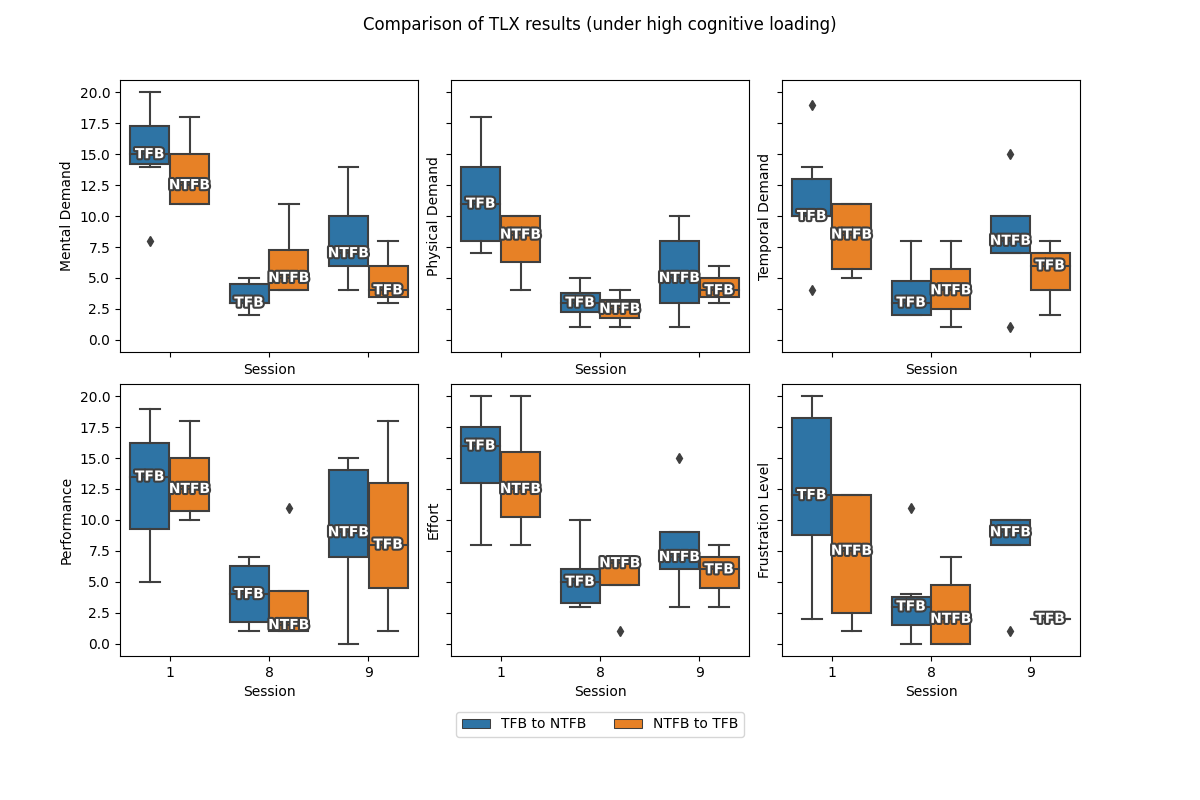 Comparison of TLX results (under high cognitive loading)
Mental Demand
20.0
17.5
15.0
12.5
10.0
7.5
5.0
2.5
0.0
TFB
NTFB
TFB
NTFB
NTFB
TFB
Session
Physical Demand
TFB
NTFB
TFB
NTFB
NTFB
TFB
Session
Temporal Demand
TFB
NTFB
TFB
NTFB
NTFB
TFB
Session
Performance
20.0
17.5
15.0
12.5
10.0
7.5
5.0
2.5
0.0
TFB
NTFB
TFB
NTFB
NTFB
TFB
1 8 9
Session
Effort
TFB
NTFB
TFB
NTFB
NTFB
TFB
1 8 9
Session
Frustration Level
TFB
NTFB
TFB
NTFB
NTFB
TFB
1 8 9
Session
TFB to NTFB NTFB to TFB